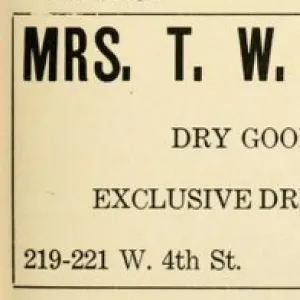 MRS. T. W.
DRY GOO
EXCLUSIVE DR
219-221 W. 4th St.